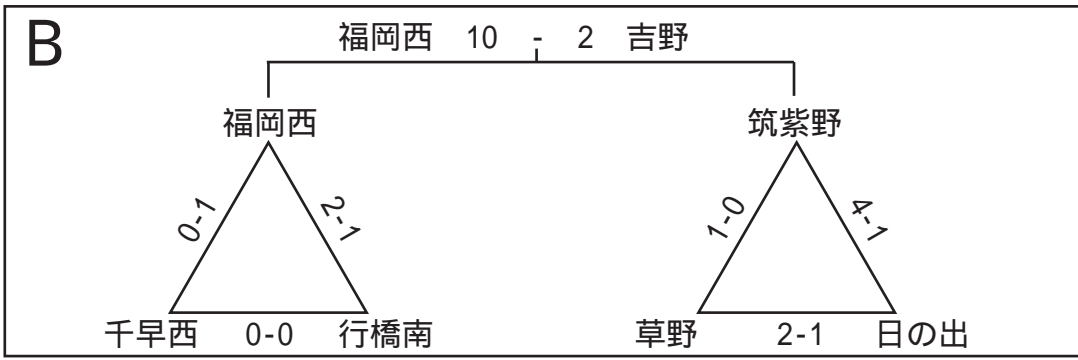 B
福岡西 10 - 2 吉野
福岡西
筑紫野
0-1
2-1
1-0
4-1
千早西 0-0 行橋南
草野 2-1 日の出